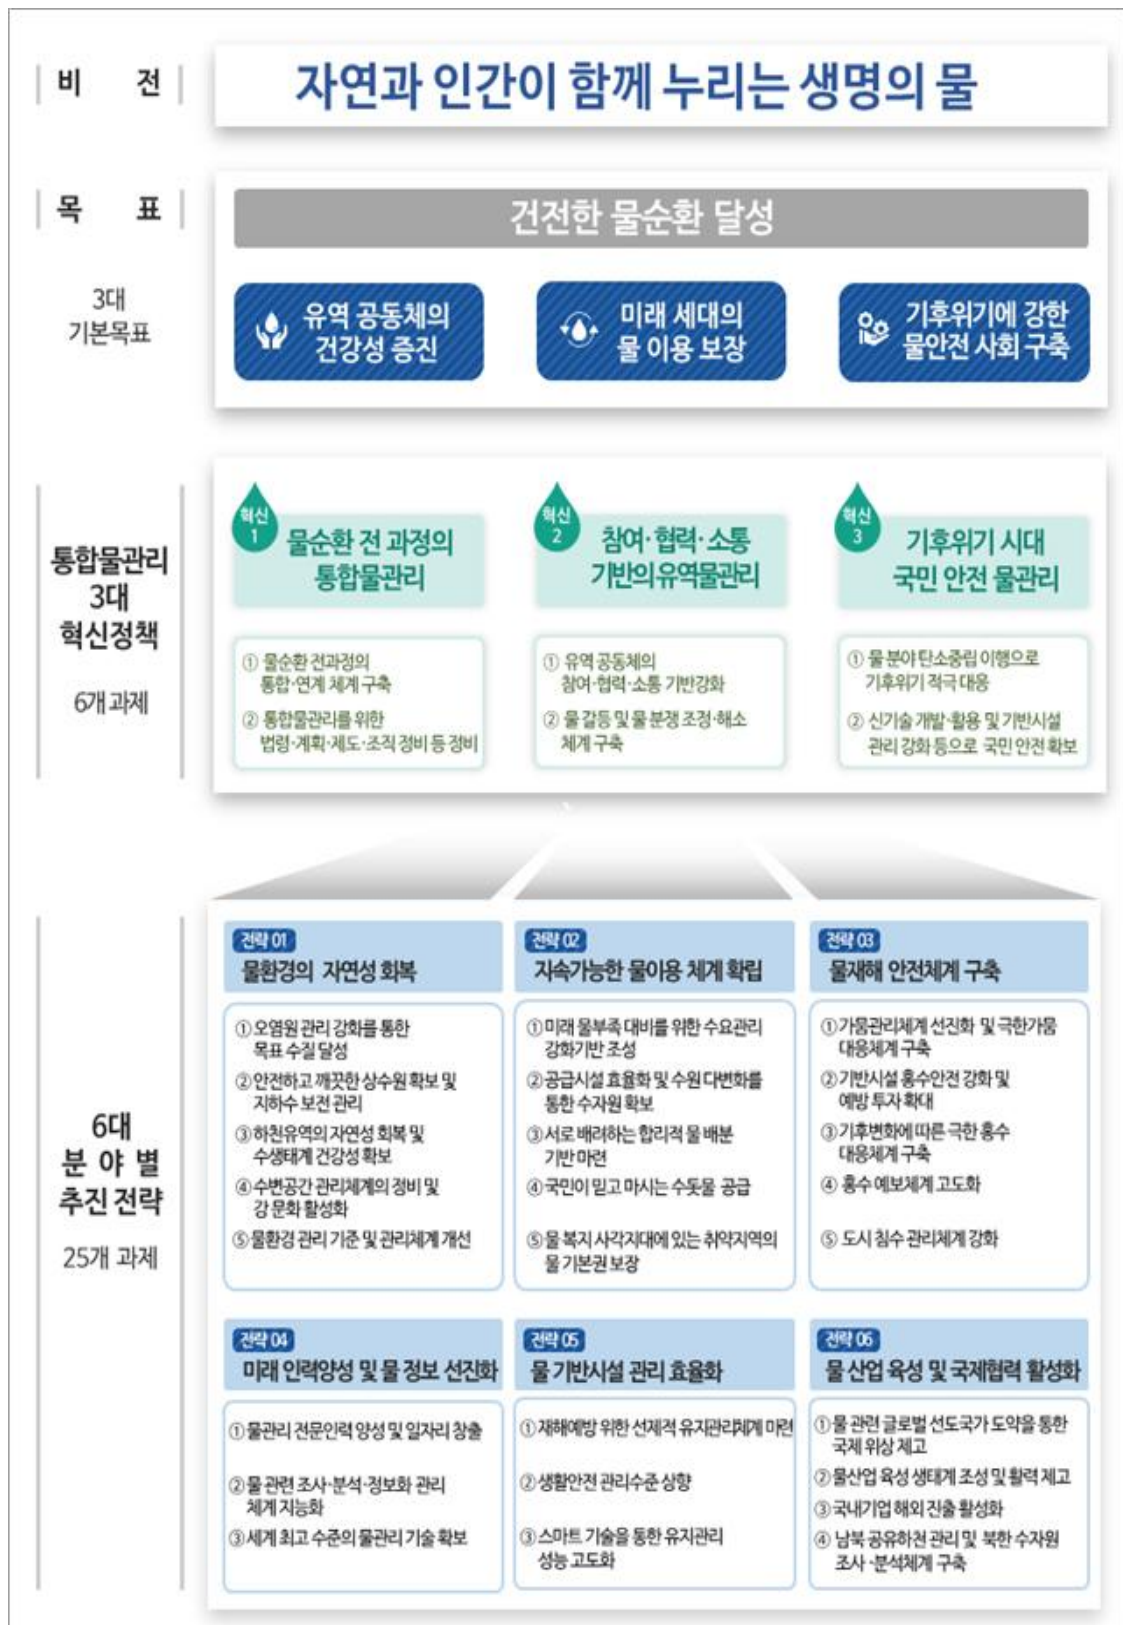 비 전
자연과 인간이 함께 누리는 생명의 물
목 표
3대
기본목표
건전한 물순환 달성
유역 공동체의
건강성 증진
미래 세대의
물 이용 보장
기후위기에 강한
물안전 사회 구축
통합물관리
3대
혁신정책
6개 과제
혁신
1
물순환 전 과정의
통합물관리
① 물순환 전과정의
통합·연계 체계 구축
② 통합물관리를 위한
법령·계획·제도·조직 정비 등 정비
혁신
2
참여·협력·소통
기반의 유역물관리
① 유역 공동체의
참여·협력·소통 기반강화
② 물 갈등 및 물 분쟁 조정·해소
체계 구축
혁신
3
기후위기 시대
국민 안전 물관리
① 물 분야 탄소중립 이행으로
기후위기 적극 대응
② 신기술 개발·활용 및 기반시설
관리 강화 등으로 국민 안전 확보
6대
분 야 별
추진 전략
25개 과제
전략 01
물환경의 자연성 회복
① 오염원 관리 강화를 통한
목표 수질 달성
② 안전하고 깨끗한 상수원 확보 및
지하수 보전 관리
③ 하천유역의 자연성 회복 및
수생태계 건강성 확보
④ 수변공간 관리체계의 정비 및
강 문화 활성화
⑤ 물환경 관리 기준 및 관리체계 개선
전략 02
지속가능한 물이용 체계 확립
① 미래 물부족 대비를 위한 수요관리
강화기반 조성
② 공급시설 효율화 및 수원 다변화를
통한 수자원 확보
③ 서로 배려하는 합리적 물 배분
기반 마련
④ 국민이 믿고 마시는 수돗물 공급
⑤ 물 복지 사각지대에 있는 취약지역의
물 기본권 보장
전략 03
물재해 안전체계 구축
① 가뭄관리체계 선진화 및 극한가뭄
대응체계 구축
② 기반시설 홍수안전 강화 및
예방 투자 확대
③ 기후변화에 따른 극한 홍수
대응체계 구축
④ 홍수 예보체계 고도화
⑤ 도시 침수 관리체계 강화
전략 04
미래 인력양성 및 물 정보 선진화
① 물관리 전문인력 양성 및 일자리 창출
② 물 관련 조사·분석·정보화 관리
체계 지능화
③ 세계 최고 수준의 물관리 기술 확보
전략 05
물 기반시설 관리 효율화
① 재해예방 위한 선제적 유지관리체계 마련
② 생활안전 관리수준 상향
③ 스마트 기술을 통한 유지관리
성능 고도화
전략 06
물 산업 육성 및 국제협력 활성화
① 물 관련 글로벌 선도국가 도약을 통한
국제 위상 제고
② 물산업 육성 생태계 조성 및 활력 제고
③ 국내기업 해외 진출 활성화
④ 남북 공유하천 관리 및 북한 수자원
조사·분석체계 구축